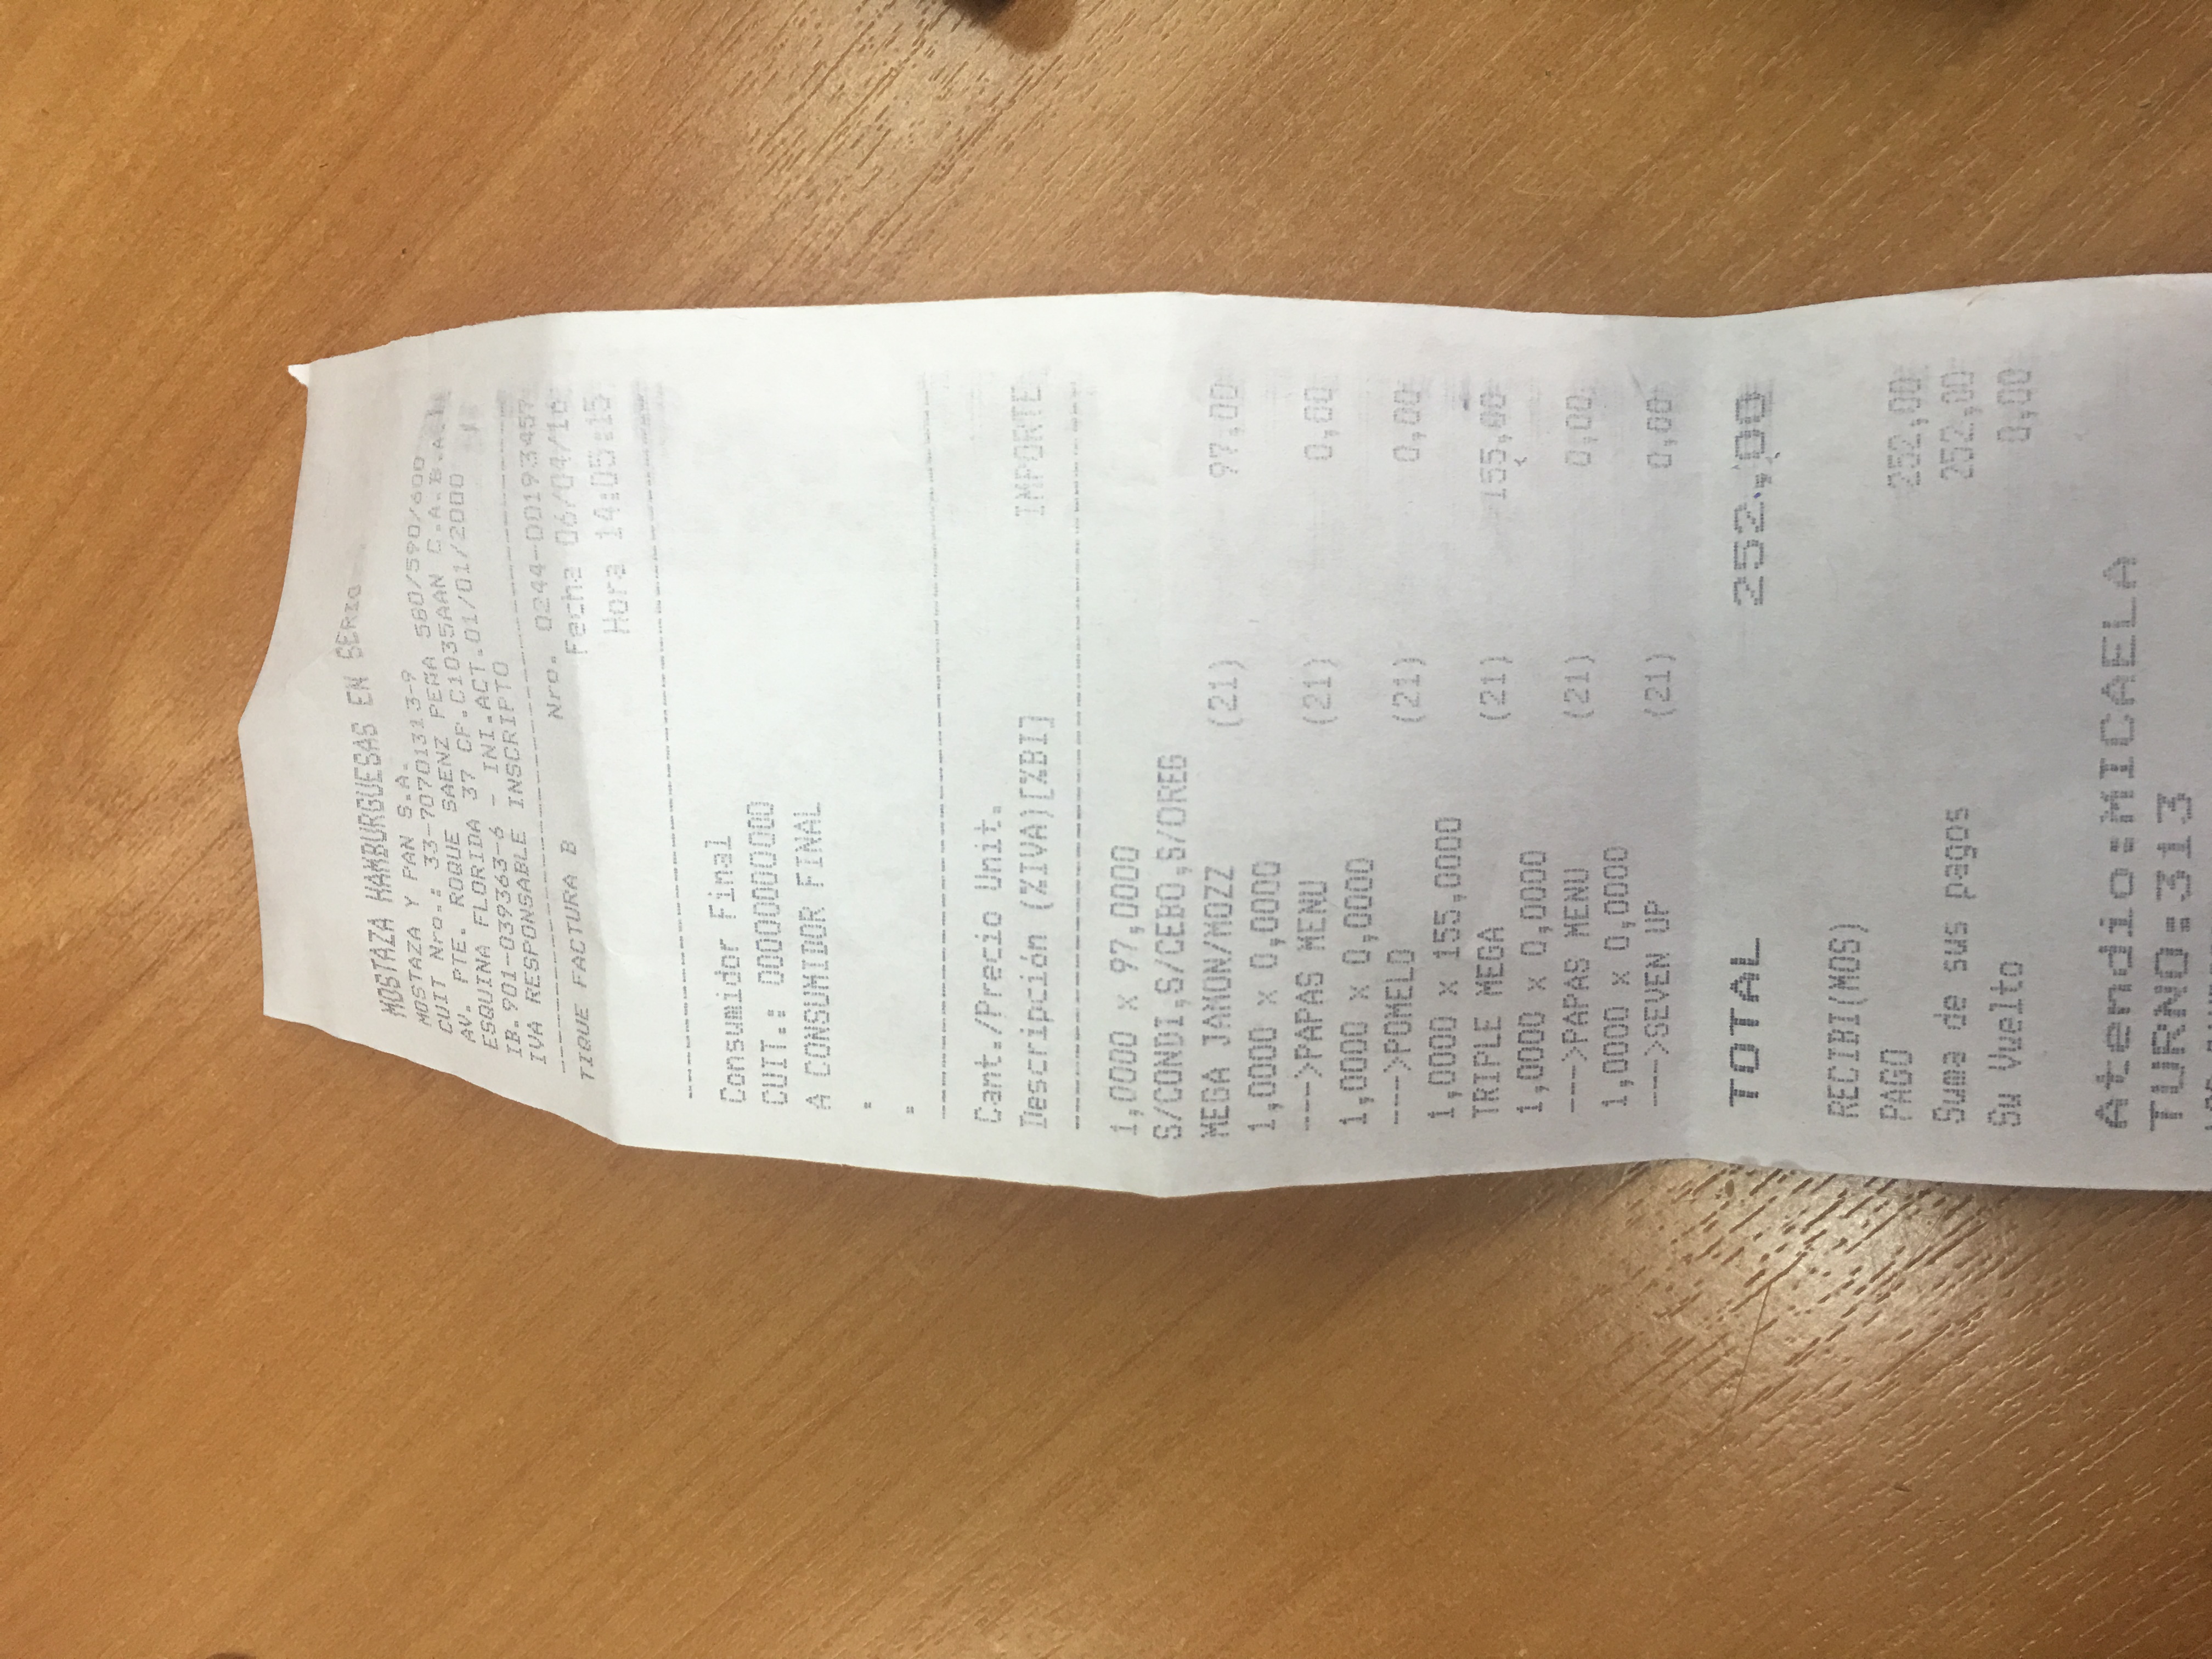 MOSTAZA HAMBURGUESAS EN SERIO
MOSTAZA Y PAN S.A.
CUIT Nro.: 33-70701313-9
AV. PTE. ROQUE SAENZ PEÑA 580/590/600
ESQUINA FLORIDA 37 CP.C1035AAN C.A.B.A.
IB.901-039363-6 - INI.ACT.01/01/2000
IVA RESPONSABLE INSCRIPTO
TIQUE FACTURA B Nro. 0244-00193457
Fecha 06/04/16
Hora 14:05:15
Consumidor Final
CUIT.: 00000000000
A CONSUMIDOR FINAL
.
.
Cant./Precio Unit.
Descripción (%IVA)[%BI] IMPORTE
1,0000 x 97,0000
S/CONDI,S/CEBO,S/OREG
MEGA JAMON/MOZZ (21) 97,00
1,0000 x 0,0000
--->PAPAS MENU (21) 0,00
1,0000 x 0,0000
--->POMELO (21) 0,00
1,0000 x 155,0000
TRIPLE MEGA (21) 155,00
1,0000 x 0,0000
--->PAPAS MENU (21) 0,00
1,0000 x 0,0000
--->SEVEN UP (21) 0,00
TOTAL 252,00
RECIBI(MOS)
PAGO 252,00
Suma de sus pagos 252,00
Su Vuelto 0,00
Atendio:MICAELA
TURNO:313